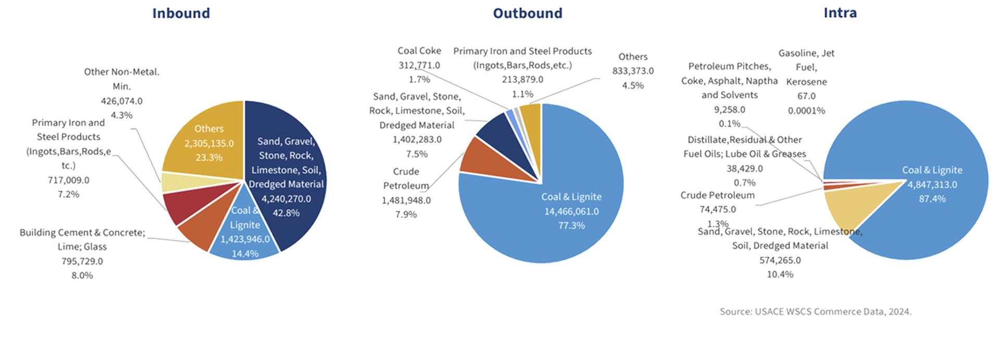 Inbound
Other Non-Metal.
Min.
426,074.0
4.3%
Primary Iron and
Steel Products
(Ingots,Bars,Rods,e
tc.)
717,009.0
7.2%
Building Cement & Concrete;
Lime; Glass
795,729.0
8.0%
Others
2,305,135.0
23.3%
Sand, Gravel,
Stone, Rock,
Limestone, Soil,
Dredged Material
4,240,270.0
42.8%
Coal &
Lignite
1,423,946.0
14.4%
Outbound
Coal Coke
312,771.0
1.7%
Primary Iron and Steel Products
(Ingots,Bars,Rods,etc.)
213,879.0
1.1%
Others
833,373.0
4.5%
Sand, Gravel, Stone,
Rock, Limestone, Soil,
Dredged Material
1,402,283.0
7.5%
Crude
Petroleum
1,481,948.0
7.9%
Coal & Lignite
14,466,061.0
77.3%
Intra
Gasoline, Jet
Fuel,
Kerosene
67.0
0.0001%
Petroleum Pitches,
Coke, Asphalt, Naptha
and Solvents
9,258.0
0.1%
Distillate,Residual & Other
Fuel Oils; Lube Oil & Greases
38,429.0
0.7%
Crude Petroleum
74,475.0
1.3%
Sand, Gravel, Stone, Rock, Limestone,
Soil, Dredged Material
574,265.0
10.4%
Coal & Lignite
4,847,313.0
87.4%
Source: USACE WSCS Commerce Data, 2024.